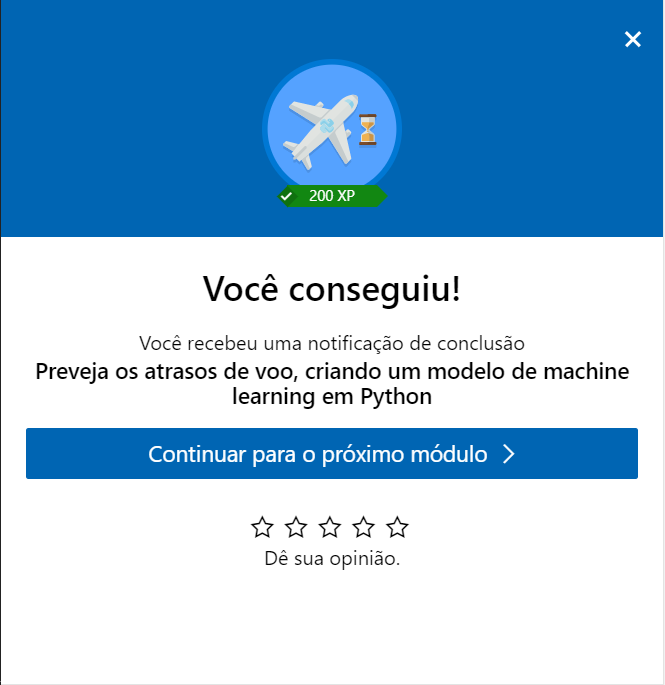 200 XP
Você conseguiu!
Você recebeu uma notificação de conclusão
Preveja os atrasos de voo, criando um modelo de machine
learning em Python
Continuar para o próximo módulo
Dê sua opinião.